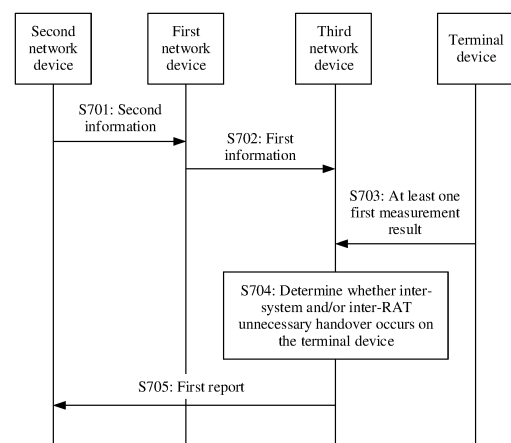 Second
network
device
First
network
device
Third
network
device
Terminal
device
S701: Second
information
S702: First
information
S703: At least one
first measurement
result
S704: Determine whether inter-
system and/or inter-RAT
unnecessary handover occurs on
the terminal device
S705: First report